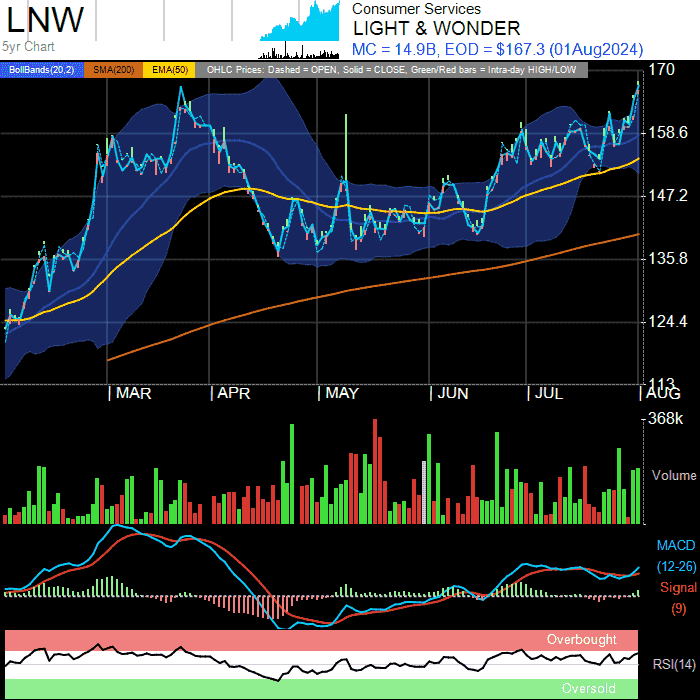 LNW
5yr Chart
Consumer Services
LIGHT & WONDER
MC = 14.9B, EOD = $167.3 (01Aug2024)
BollBands(20,2) SMA(200) EMA(50) OHLC Prices: Dashed = OPEN, Solid = CLOSE, Green/Red bars = Intra-day HIGH/LOW
170
158.6
147.2
135.8
124.4
113
MAR APR MAY JUN JUL AUG
368k
Volume
MACD
(12-26)
Signal
(9)
Overbought
RSI(14)
Oversold